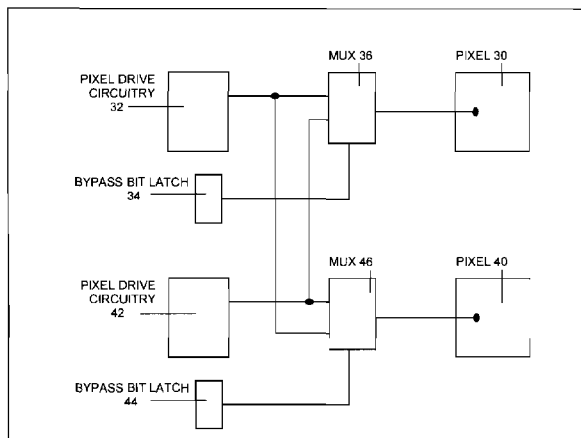 MUX 36
PIXEL 30
PIXEL DRIVE
CIRCUITRY
32
BYPASS BIT LATCH
34
MUX 46
PIXEL 40
PIXEL DRIVE
CIRCUITRY
42
BYPASS BIT LATCH
44